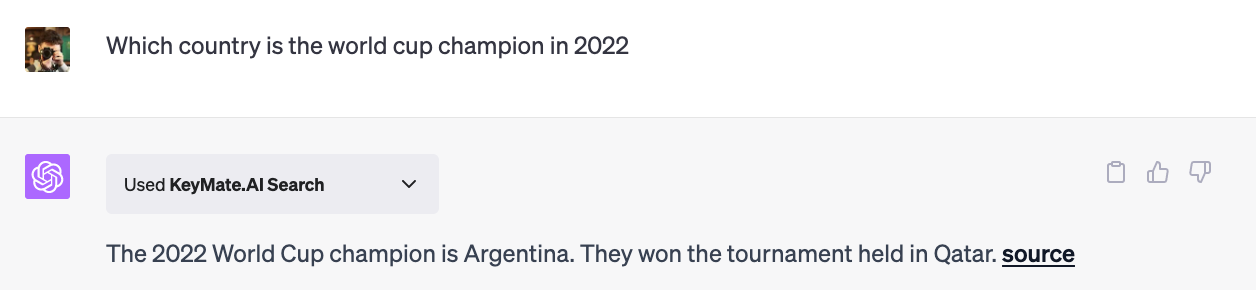 Which country is the world cup champion in 2022
Used KeyMate.AI Search
The 2022 World Cup champion is Argentina. They won the tournament held in Qatar. source